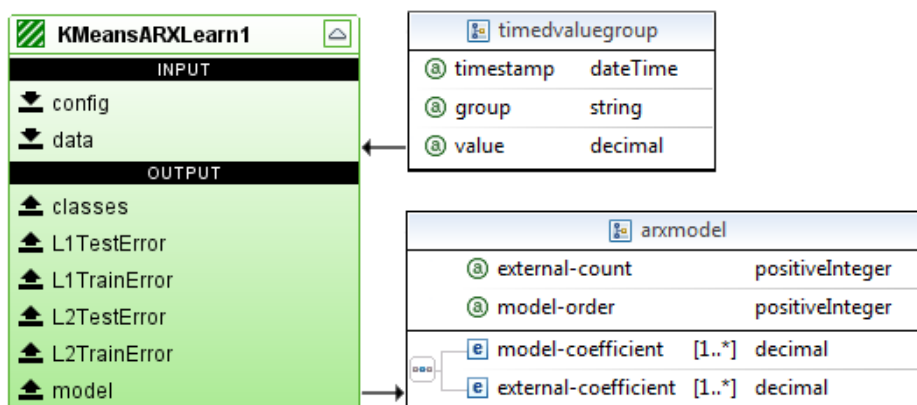 KMeansARXLearn1
INPUT
config
data
OUTPUT
classes
L1TestError
L1TrainError
L2TestError
L2TrainError
model
timedvaluegroup
a timestamp dateTime
a group string
a value decimal
arxmodel
a external-count positiveInteger
a model-order positiveInteger
e model-coefficient [1..*] decimal
e external-coefficient [1..*] decimal